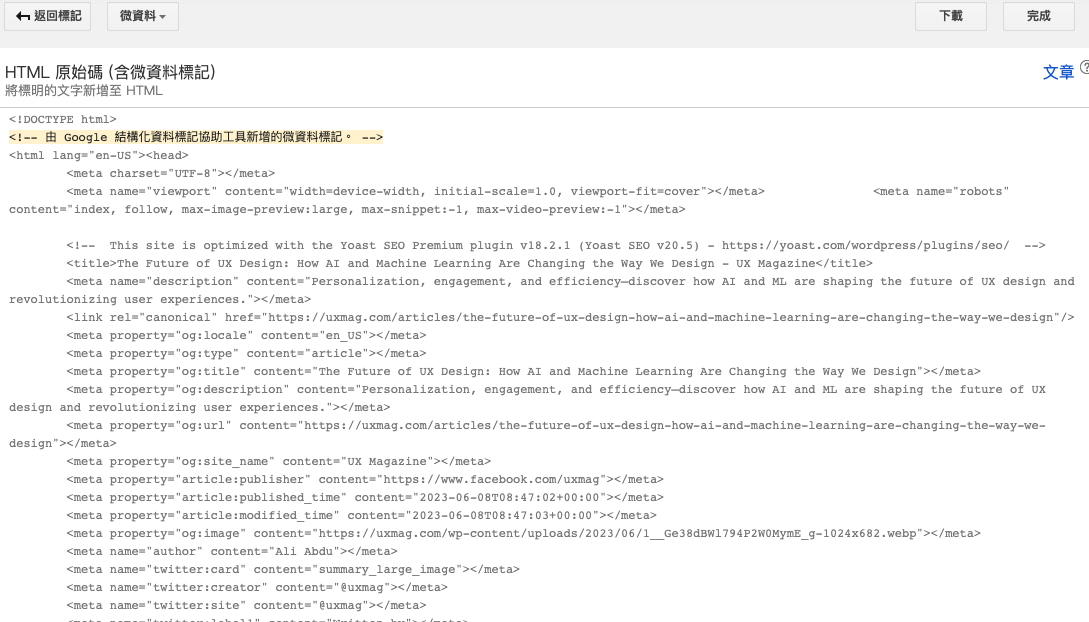 返回標記 微資料 下載 完成
HTML 原始碼 (含微資料標記) 文章
將標明的文字新增至 HTML
<!DOCTYPE html>
<!-- 由 Google 結構化資料標記協助工具新增的微資料標記。 -->
<html lang="en-US"><head>
<meta charset="UTF-8"></meta>
<meta name="viewport" content="width=device-width, initial-scale=1.0, viewport-fit=cover"></meta> <meta name="robots"
content="index, follow, max-image-preview:large, max-snippet:-1, max-video-preview:-1"></meta>
<!-- This site is optimized with the Yoast SEO Premium plugin v18.2.1 (Yoast SEO v20.5) - https://yoast.com/wordpress/plugins/seo/ -->
<title>The Future of UX Design: How AI and Machine Learning Are Changing the Way We Design - UX Magazine</title>
<meta name="description" content="Personalization, engagement, and efficiency—discover how AI and ML are shaping the future of UX design and
revolutionizing user experiences."></meta>
<link rel="canonical" href="https://uxmag.com/articles/the-future-of-ux-design-how-ai-and-machine-learning-are-changing-the-way-we-design"/>
<meta property="og:locale" content="en_US"></meta>
<meta property="og:type" content="article"></meta>
<meta property="og:title" content="The Future of UX Design: How AI and Machine Learning Are Changing the Way We Design"></meta>
<meta property="og:description" content="Personalization, engagement, and efficiency—discover how AI and ML are shaping the future of UX
design and revolutionizing user experiences."></meta>
<meta property="og:url" content="https://uxmag.com/articles/the-future-of-ux-design-how-ai-and-machine-learning-are-changing-the-way-we-
design"></meta>
<meta property="og:site_name" content="UX Magazine"></meta>
<meta property="article:publisher" content="https://www.facebook.com/uxmag"></meta>
<meta property="article:published_time" content="2023-06-08T08:47:02+00:00"></meta>
<meta property="article:modified_time" content="2023-06-08T08:47:03+00:00"></meta>
<meta property="og:image" content="https://uxmag.com/wp-content/uploads/2023/06/1__Ge38dBWl794P2W0MymE_g-1024x682.webp"></meta>
<meta name="author" content="Ali Abdu"></meta>
<meta name="twitter:card" content="summary_large_image"></meta>
<meta name="twitter:creator" content="@uxmag"></meta>
<meta name="twitter:site" content="@uxmag"></meta>